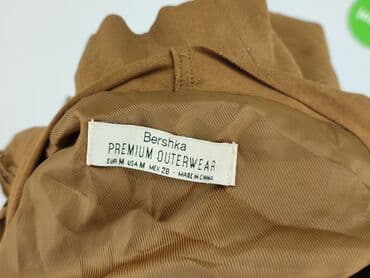 Bershka
PREMIUM OUTERWEAR
EUR M USA M MEX 28 - MADE IN CHINA